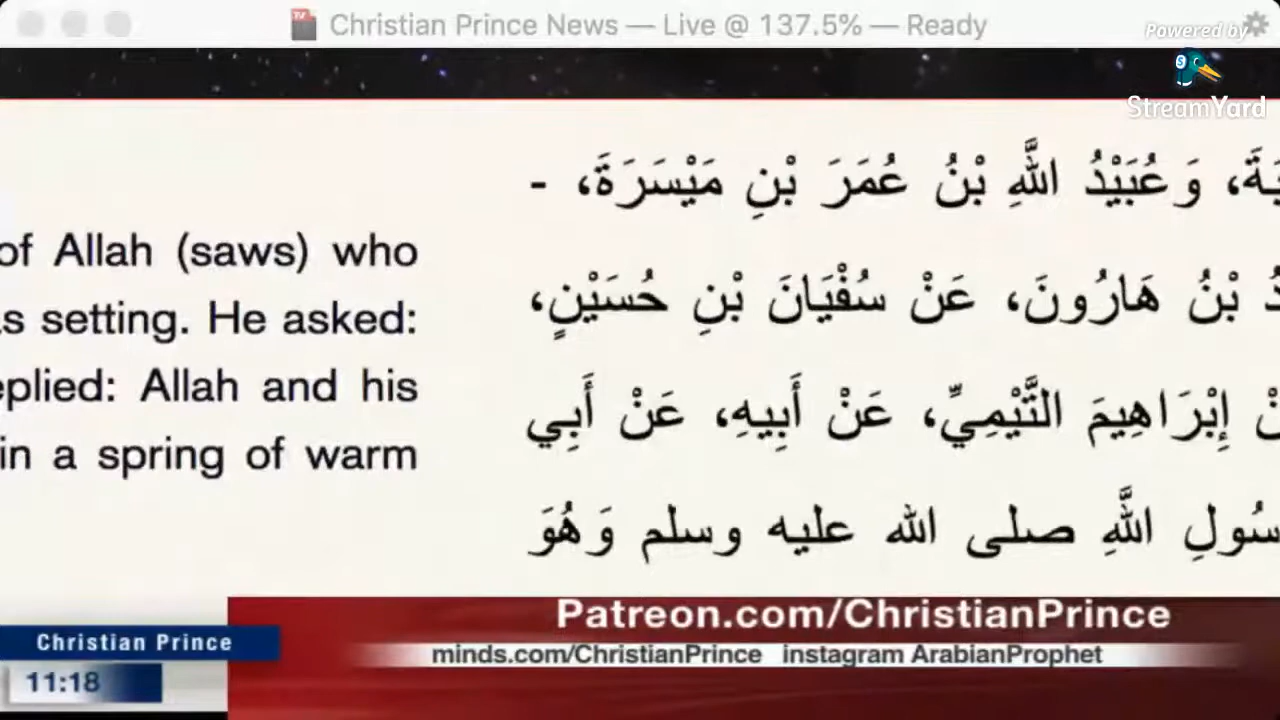 Christian Prince News — Live @ 137.5% — Ready
Powered by
StreamYard
of Allah (saws) who
setting. He asked:
Allah and his
in a spring of warm
وَعُبَيْدُ اللَّهِ بْنُ عُمَرَ بْنِ مَيْسَرَةَ، -
بْنُ هَارُونَ، عَنْ سُفْيَانَ بْنِ حُسَيْنٍ،
إِبْرَاهِيمَ التَّيْمِيِّ، عَنْ أَبِيهِ، عَنْ أَبِي
اللَّهِ صلى الله عليه وسلم وَهُوَ
Patreon.com/ChristianPrince
Christian Prince
minds.com/ChristianPrince instagram ArabianProphet
11:18